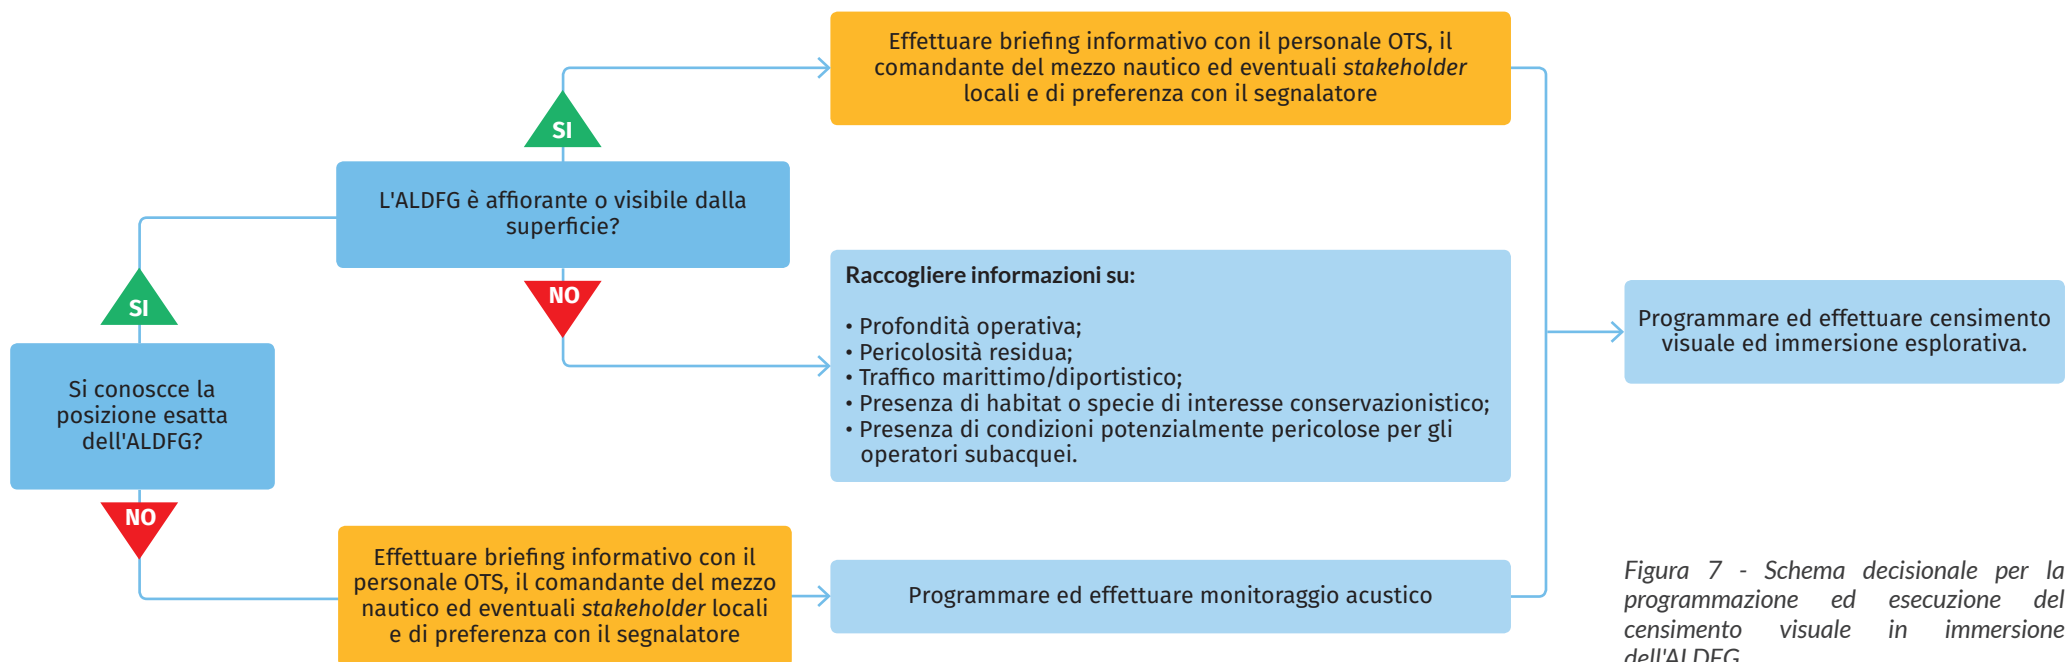 Effettuare briefing informativo con il personale OTS, il
comandante del mezzo nautico ed eventuali stakeholder
locali e di preferenza con il segnalatore
SI
L'ALDFG è affiorante o visibile dalla
superficie?
NO
SI
Si conoscce la
posizione esatta
dell'ALDFG?
NO
Raccogliere informazioni su:
• Profondità operativa;
• Pericolosità residua;
• Traffico marittimo/diportistico;
• Presenza di habitat o specie di interesse conservazionistico;
• Presenza di condizioni potenzialmente pericolose per gli
operatori subacquei.
Effettuare briefing informativo con il
personale OTS, il comandante del mezzo
nautico ed eventuali stakeholder locali
e di preferenza con il segnalatore
Programmare ed effettuare monitoraggio acustico
Programmare ed effettuare censimento
visuale ed immersione esplorativa.
Figura 7 - Schema decisionale per la
programmazione ed esecuzione del
censimento visuale in immersione
dell'ALDFG